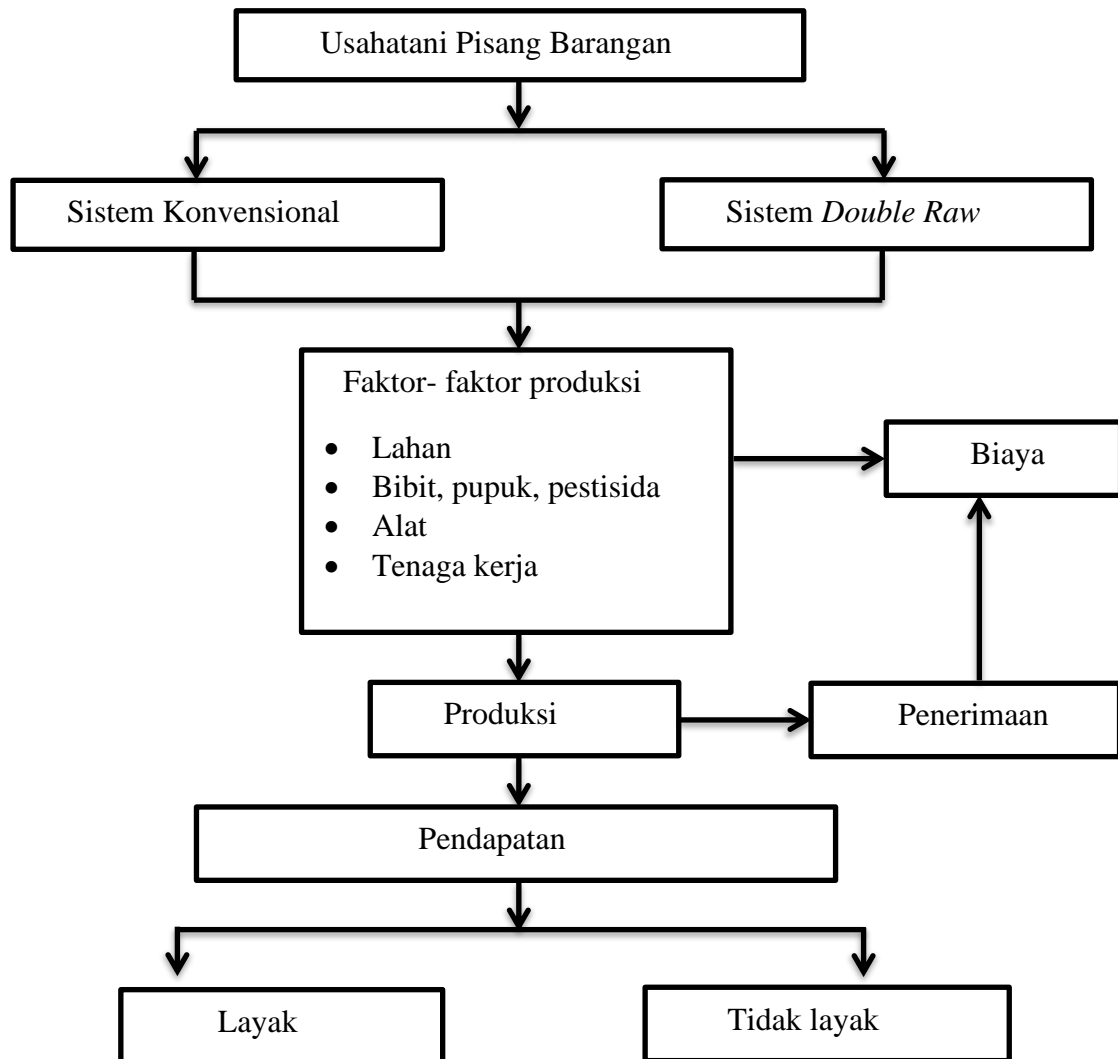 Usahatani Pisang Barangan
Sistem Konvensional
Sistem Double Raw
Faktor- faktor produksi
• Lahan
• Bibit, pupuk, pestisida
• Alat
• Tenaga kerja
Biaya
Produksi
Penerimaan
Pendapatan
Layak
Tidak layak